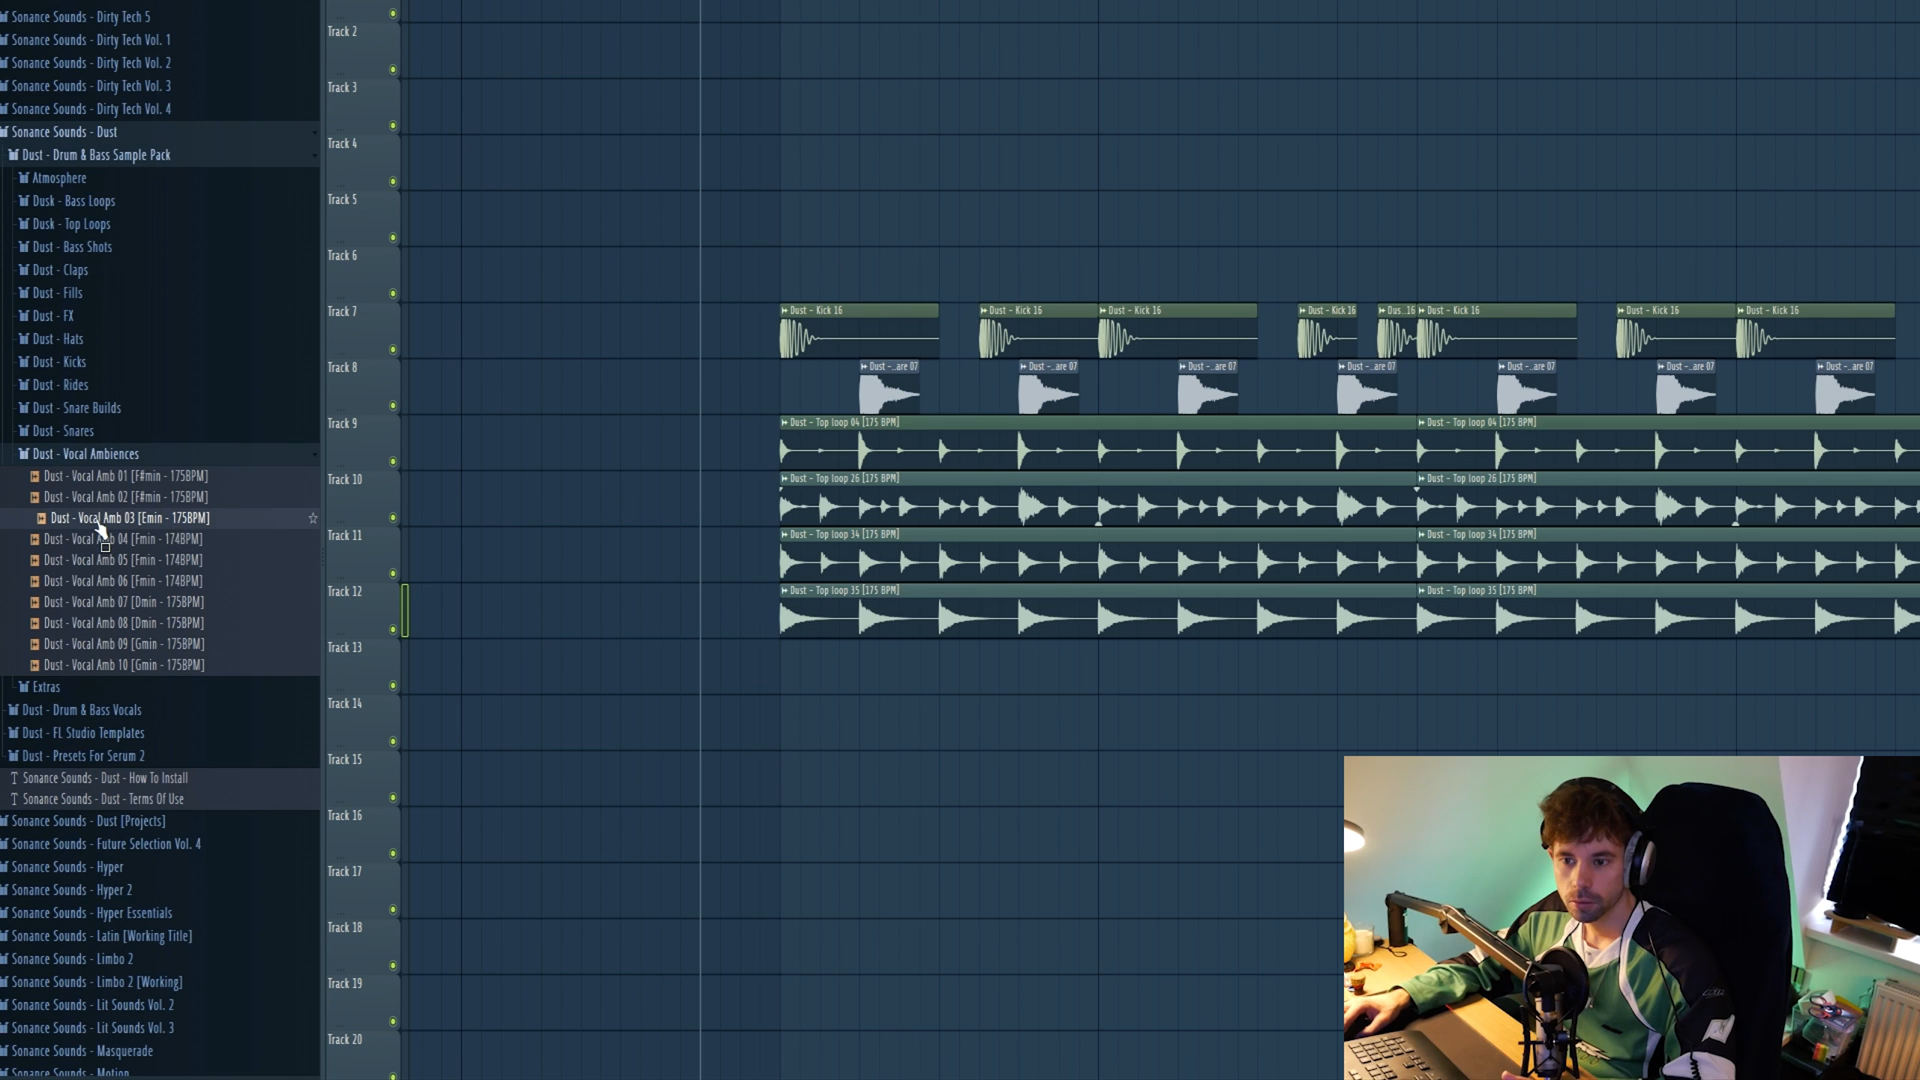 Sonance Sounds - Dirty Tech 5
Sonance Sounds - Dirty Tech Vol. 1
Sonance Sounds - Dirty Tech Vol. 2
Sonance Sounds - Dirty Tech Vol. 3
Sonance Sounds - Dirty Tech Vol. 4
Sonance Sounds - Dust
Dust - Drum & Bass Sample Pack
Atmosphere
Dusk - Bass Loops
Dusk - Top Loops
Dust - Bass Shots
Dust - Claps
Dust - Fills
Dust - FX
Dust - Hats
Dust - Kicks
Dust - Rides
Dust - Snare Builds
Dust - Snares
Dust - Vocal Ambiences
Dust - Vocal Amb 01 [F#min - 175BPM]
Dust - Vocal Amb 02 [F#min - 175BPM]
Dust - Vocal Amb 03 [Emin - 175BPM]
Dust - Vocal Amb 04 [Fmin - 174BPM]
Dust - Vocal Amb 05 [Fmin - 174BPM]
Dust - Vocal Amb 06 [Fmin - 174BPM]
Dust - Vocal Amb 07 [Dmin - 175BPM]
Dust - Vocal Amb 08 [Dmin - 175BPM]
Dust - Vocal Amb 09 [Gmin - 175BPM]
Dust - Vocal Amb 10 [Gmin - 175BPM]
Extras
Dust - Drum & Bass Vocals
Dust - FL Studio Templates
Dust - Presets For Serum 2
Sonance Sounds - Dust - How To Install
Sonance Sounds - Dust - Terms Of Use
Sonance Sounds - Dust [Projects]
Sonance Sounds - Future Selection Vol. 4
Sonance Sounds - Hyper
Sonance Sounds - Hyper 2
Sonance Sounds - Hyper Essentials
Sonance Sounds - Latin [Working Title]
Sonance Sounds - Limbo 2
Sonance Sounds - Limbo 2 [Working]
Sonance Sounds - Lit Sounds Vol. 2
Sonance Sounds - Lit Sounds Vol. 3
Sonance Sounds - Masquerade
Sonance Sounds - Motion
Track 2
Track 3
Track 4
Track 5
Track 6
Track 7
Dust - Kick 16
Dust - Kick 16
Dust - Kick 16
Dust - Kick 16
Dus..16
Dust - Kick 16
Dust - Kick 16
Dust - Kick 16
Track 8
Dust -..are 07
Dust -..are 07
Dust -..are 07
Dust -..are 07
Dust -..are 07
Dust -..are 07
Dust -..are 07
Track 9
Dust - Top loop 04 [175 BPM]
Dust - Top loop 04 [175 BPM]
Track 10
Dust - Top loop 26 [175 BPM]
Dust - Top loop 26 [175 BPM]
Track 11
Dust - Top loop 34 [175 BPM]
Dust - Top loop 34 [175 BPM]
Track 12
Dust - Top loop 35 [175 BPM]
Dust - Top loop 35 [175 BPM]
Track 13
Track 14
Track 15
Track 16
Track 17
Track 18
Track 19
Track 20